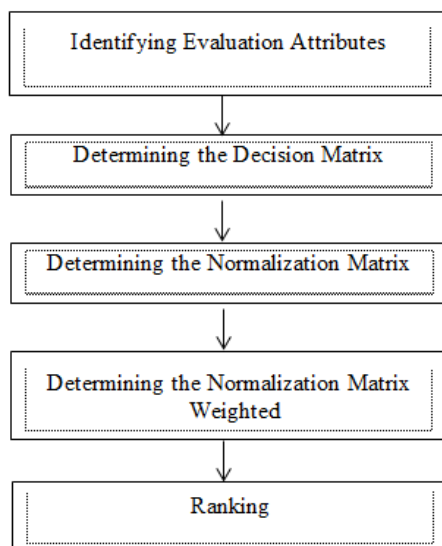 Identifying Evaluation Attributes
Determining the Decision Matrix
Determining the Normalization Matrix
Determining the Normalization Matrix
Weighted
Ranking